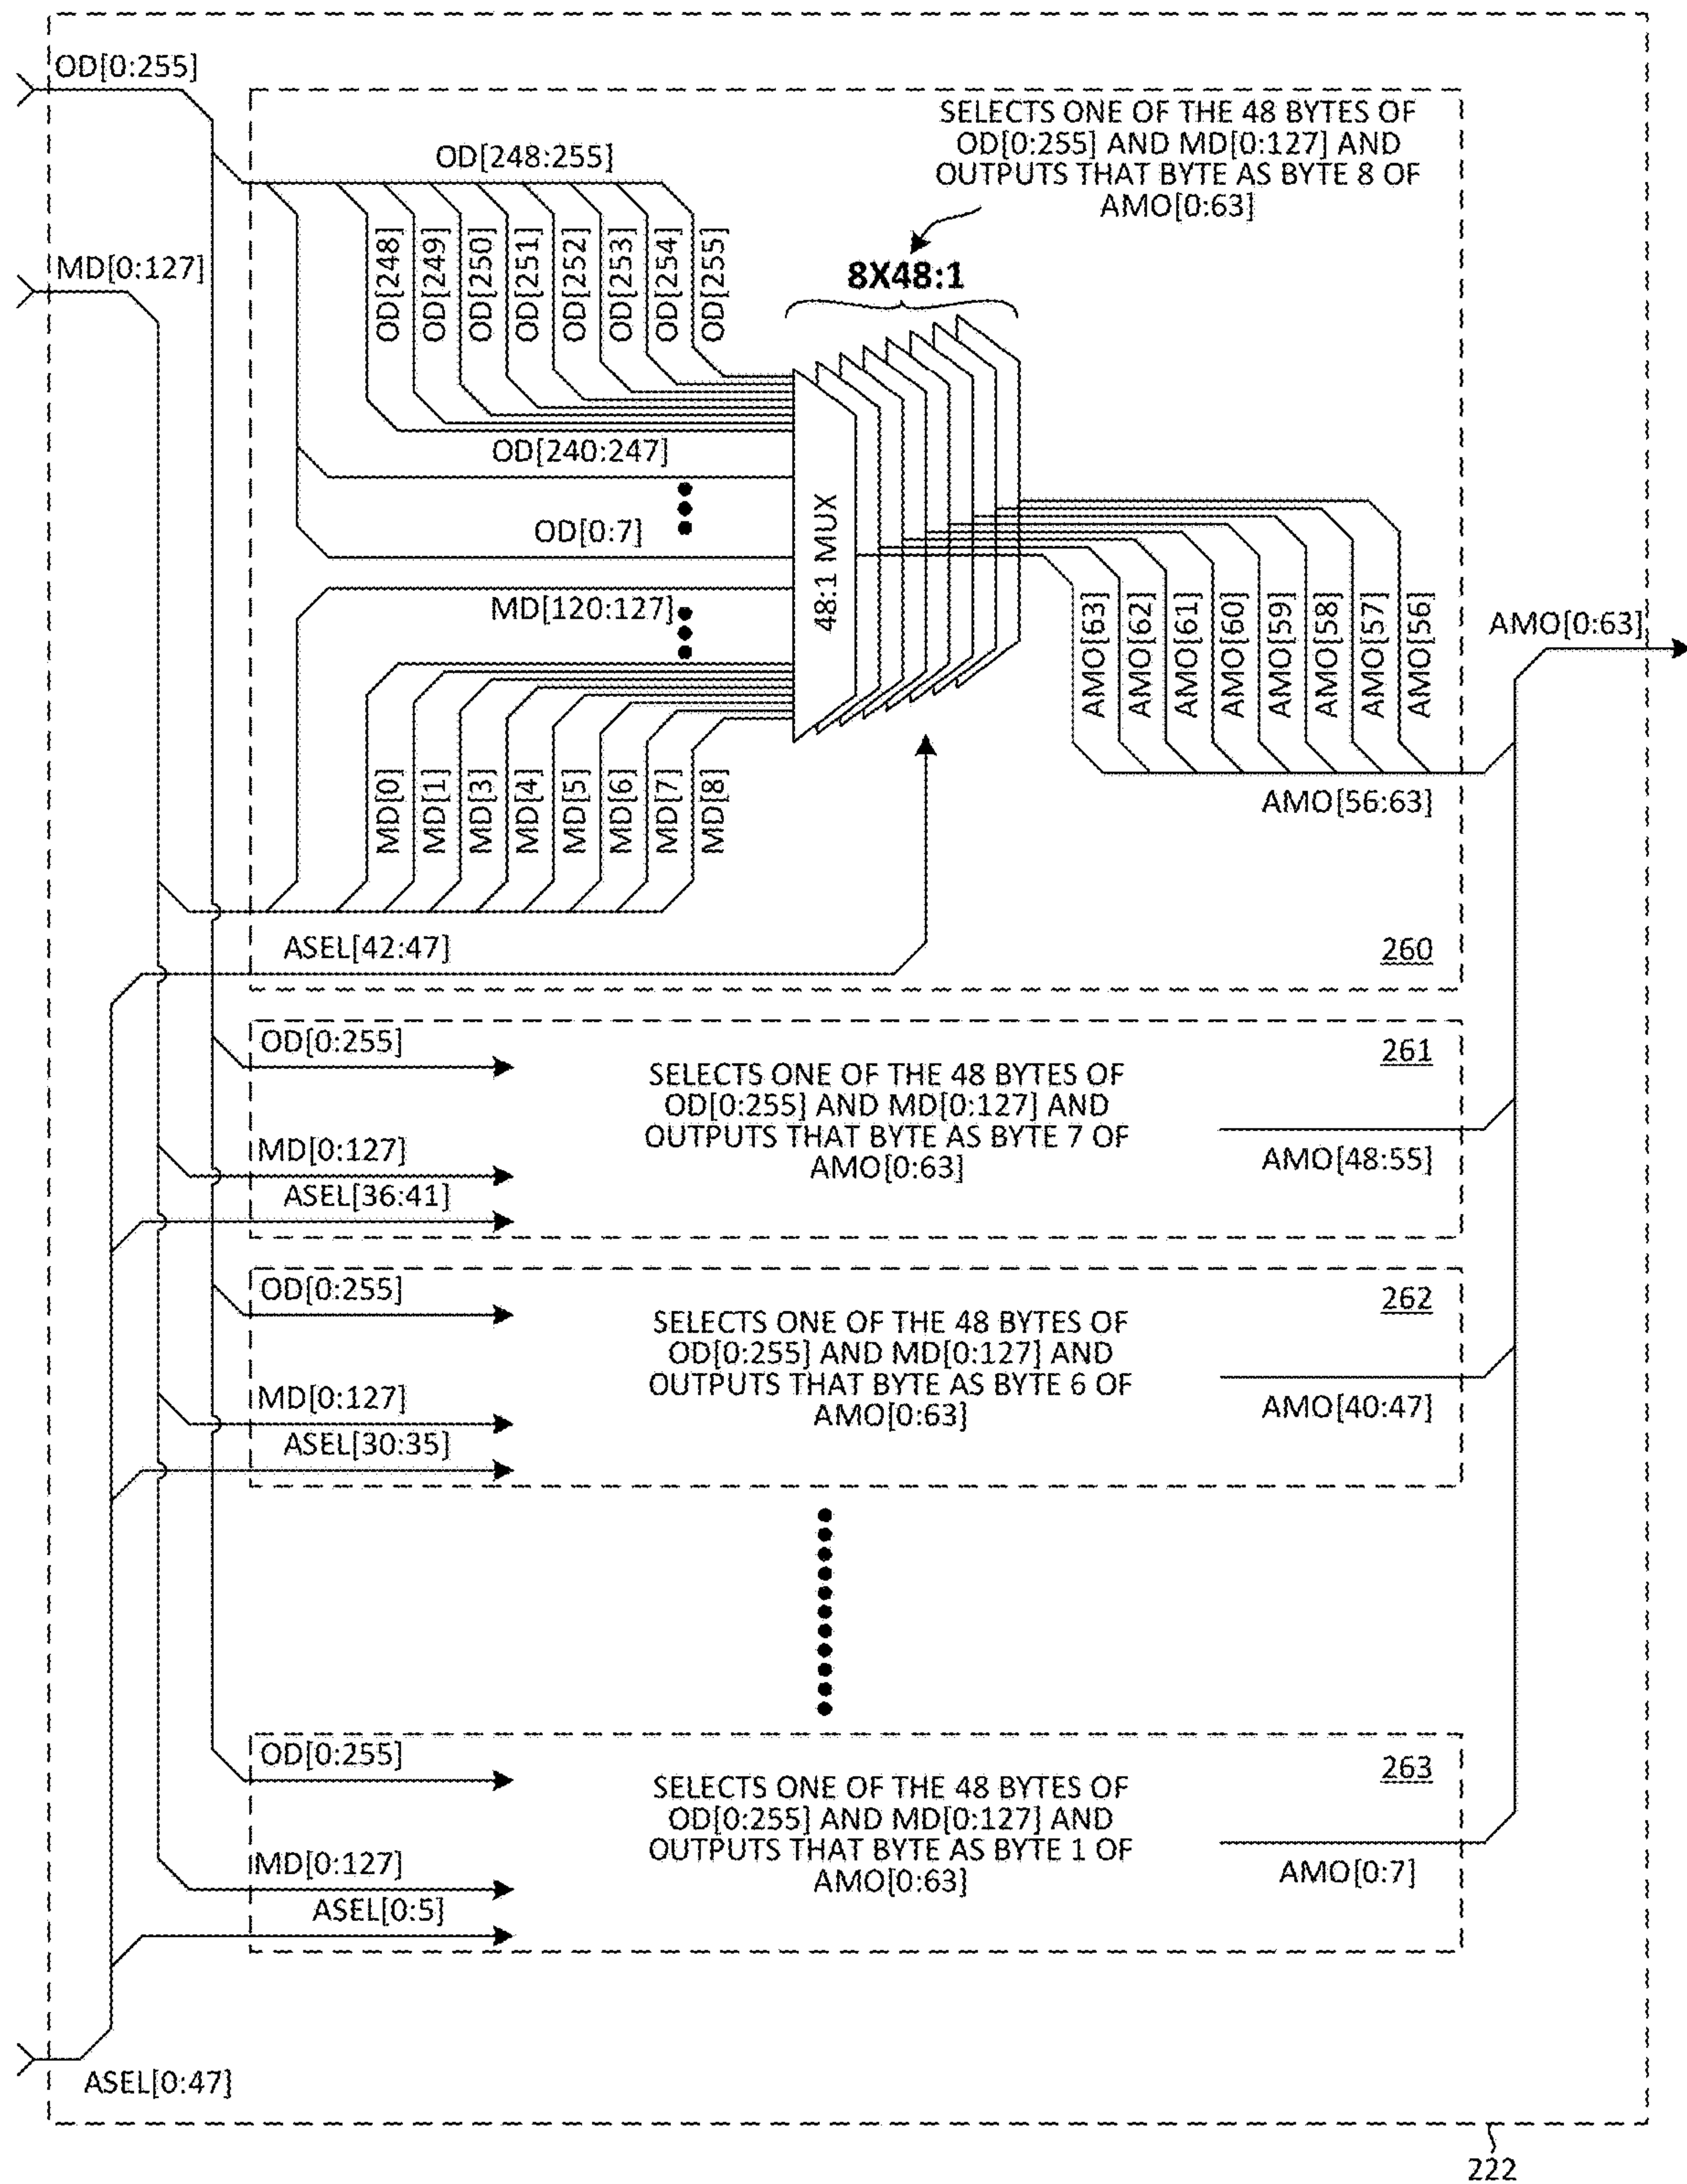 OD[0:255]
SELECTS ONE OF THE 48 BYTES OF
OD[0:255] AND MD[0:127] AND
OUTPUTS THAT BYTE AS BYTE 8 OF
AMO[0:63]
OD[248:255]
MD[0:127]
OD[248]
OD[249]
OD[250]
OD[251]
OD[252]
OD[253]
OD[254]
OD[255]
8X48:1
OD[240:247]
OD[0:7]
48:1 MUX
MD[120:127]
AMO[63]
AMO[62]
AMO[61]
AMO[60]
AMO[59]
AMO[58]
AMO[57]
AMO[56]
AMO[0:63]
MD[0]
MD[1]
MD[3]
MD[4]
MD[5]
MD[6]
MD[7]
MD[8]
AMO[56:63]
ASEL[42:47]
260
OD[0:255]
261
SELECTS ONE OF THE 48 BYTES OF
OD[0:255] AND MD[0:127] AND
OUTPUTS THAT BYTE AS BYTE 7 OF
AMO[0:63]
MD[0:127]
AMO[48:55]
ASEL[36:41]
OD[0:255]
262
SELECTS ONE OF THE 48 BYTES OF
OD[0:255] AND MD[0:127] AND
OUTPUTS THAT BYTE AS BYTE 6 OF
AMO[0:63]
MD[0:127]
AMO[40:47]
ASEL[30:35]
OD[0:255]
263
SELECTS ONE OF THE 48 BYTES OF
OD[0:255] AND MD[0:127] AND
OUTPUTS THAT BYTE AS BYTE 1 OF
AMO[0:63]
MD[0:127]
AMO[0:7]
ASEL[0:5]
ASEL[0:47]
222